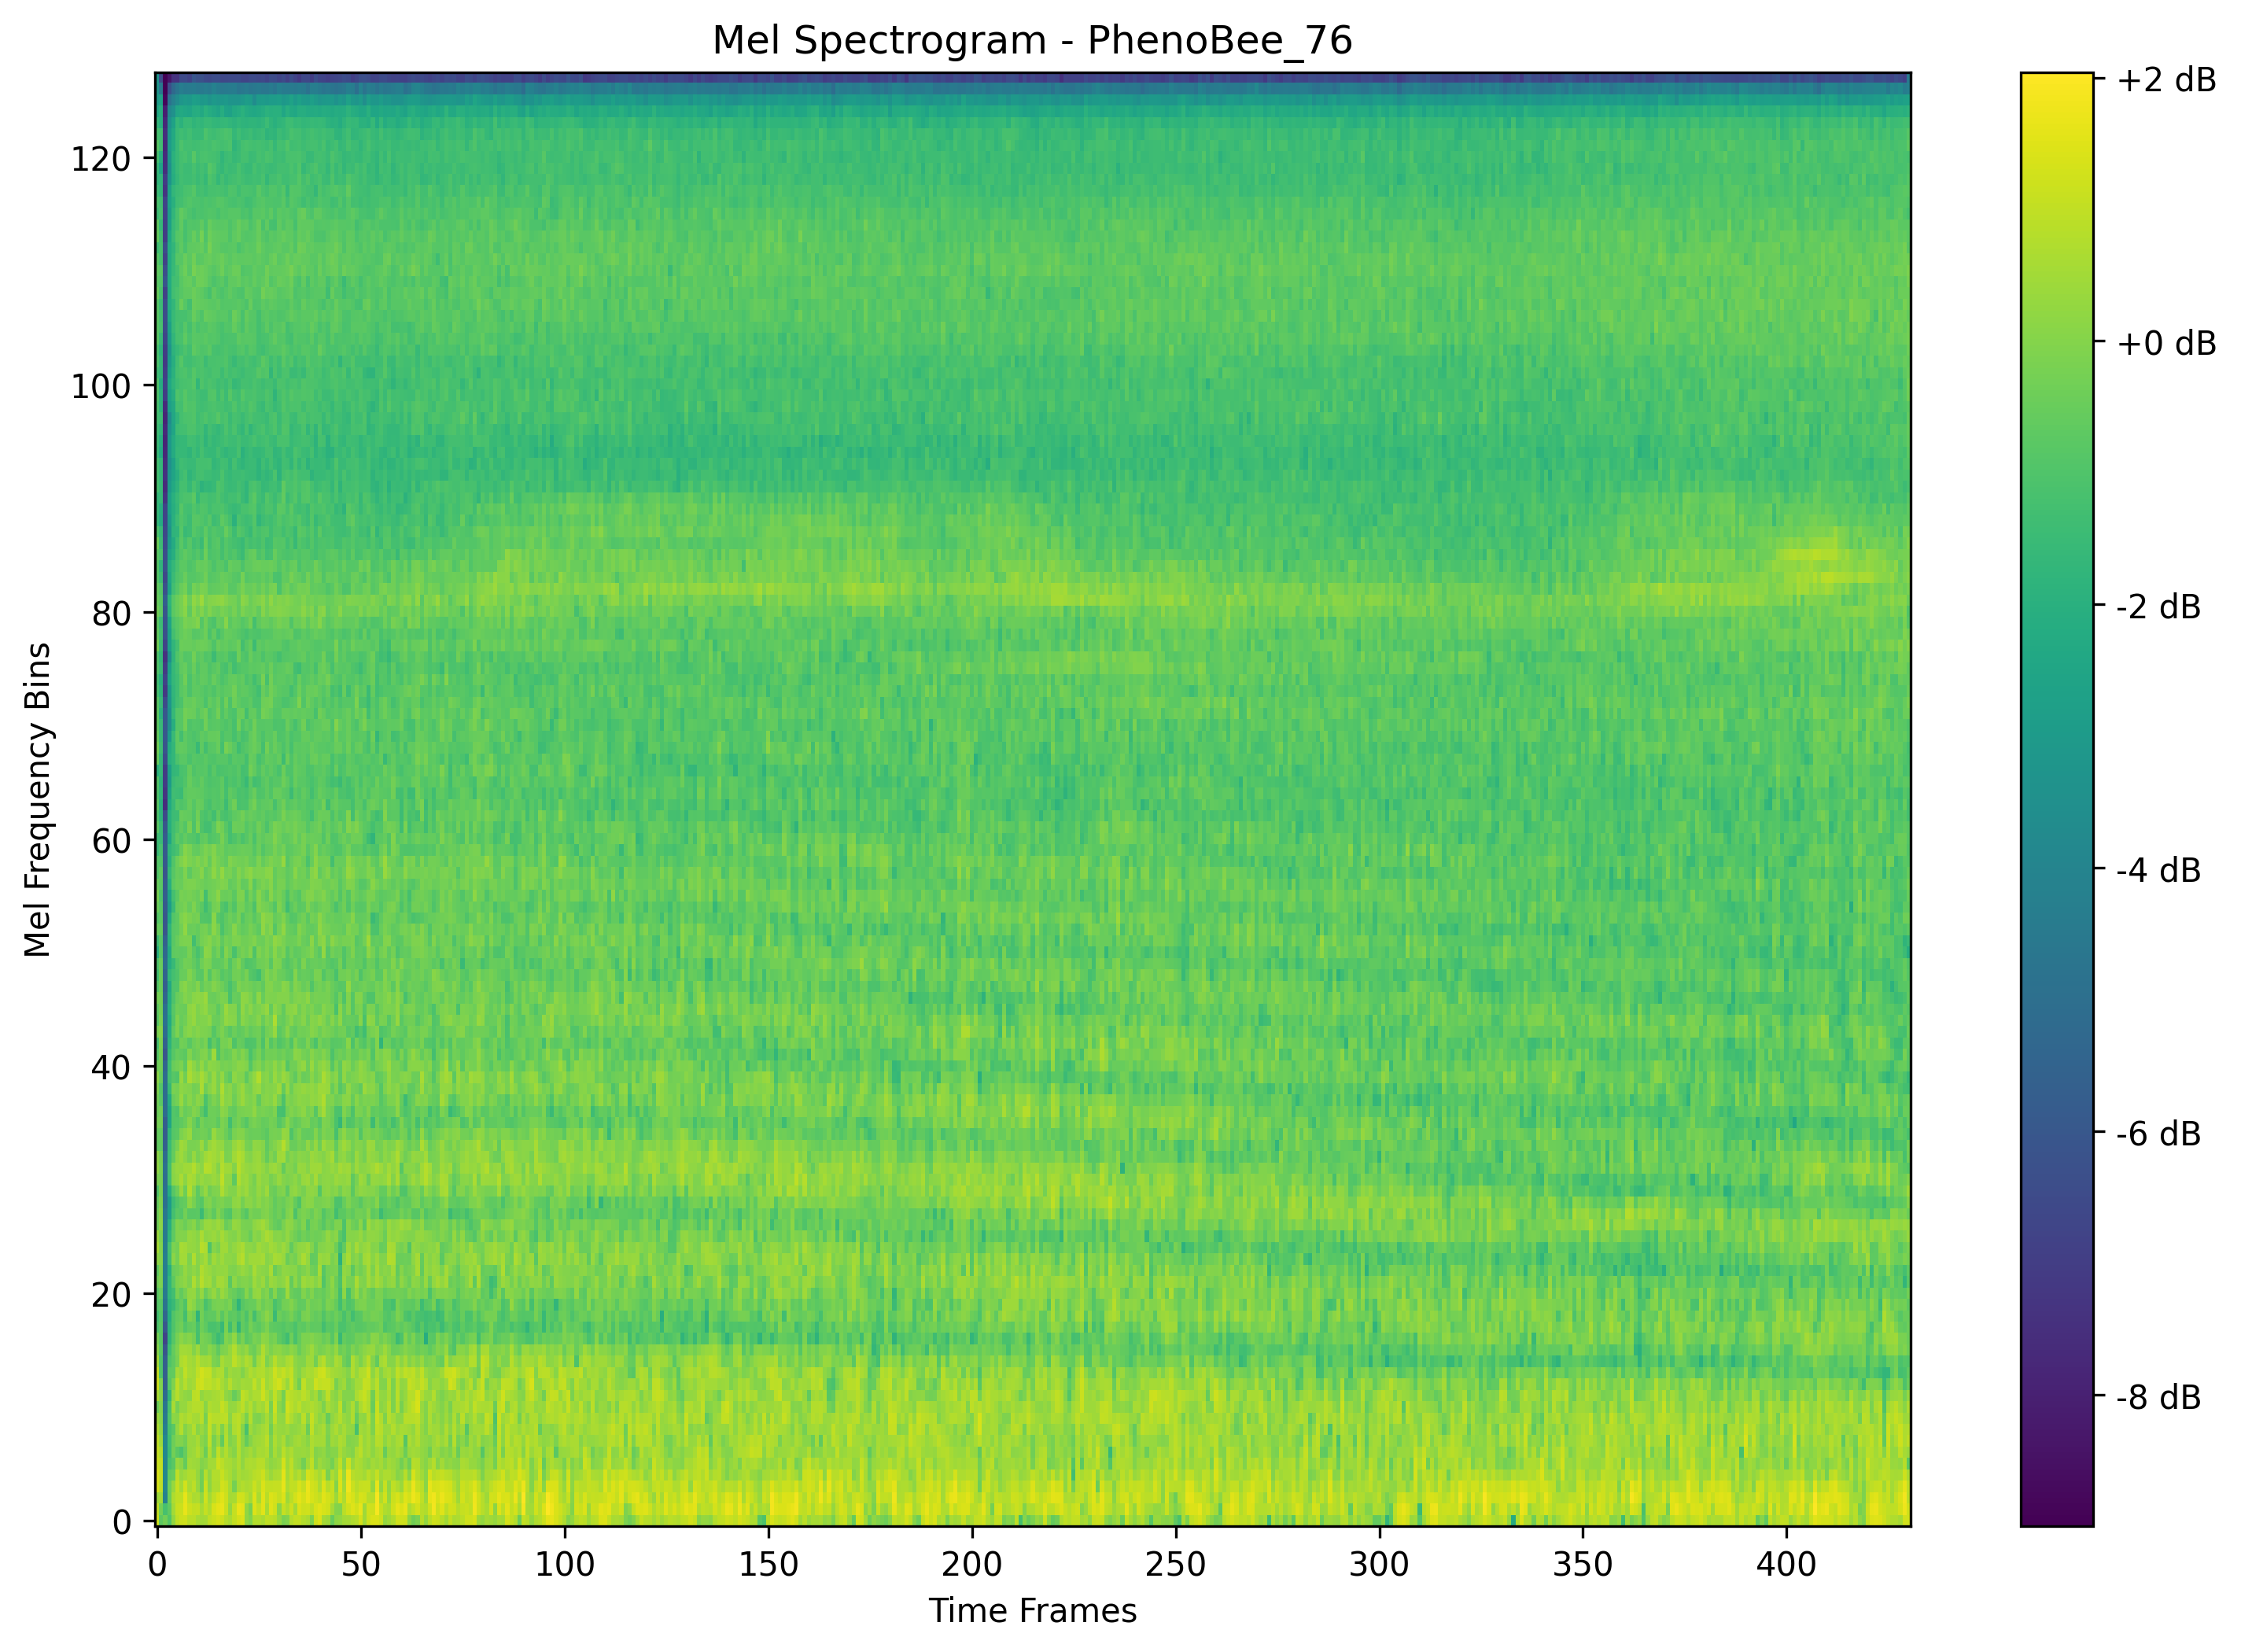 Mel Spectrogram - PhenoBee_76
Mel Frequency Bins
120
100
80
60
40
20
0
0 50 100 150 200 250 300 350 400
Time Frames
+2 dB
+0 dB
-2 dB
-4 dB
-6 dB
-8 dB